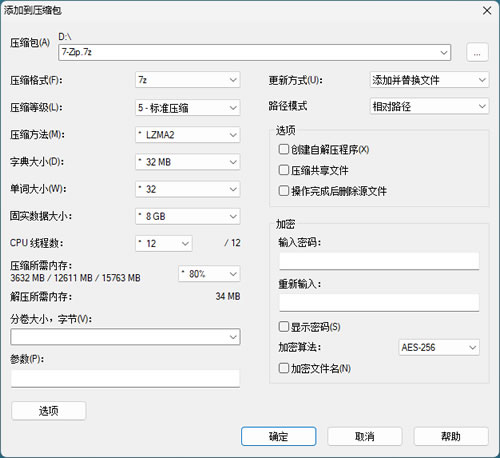 添加到压缩包
压缩包(A)
D:\
7-Zip.7z
...
压缩格式(F):
7z
压缩等级(L):
5 - 标准压缩
压缩方法(M):
* LZMA2
字典大小(D):
* 32 MB
单词大小(W):
* 32
固实数据大小:
* 8 GB
CPU 线程数:
* 12
/ 12
压缩所需内存:
3632 MB / 12611 MB / 15763 MB
* 80%
解压所需内存:
34 MB
分卷大小，字节(V):
参数(P):
选项
更新方式(U):
添加并替换文件
路径模式
相对路径
选项
创建自解压程序(X)
压缩共享文件
操作完成后删除源文件
加密
输入密码:
重新输入:
显示密码(S)
加密算法:
AES-256
加密文件名(N)
确定
取消
帮助